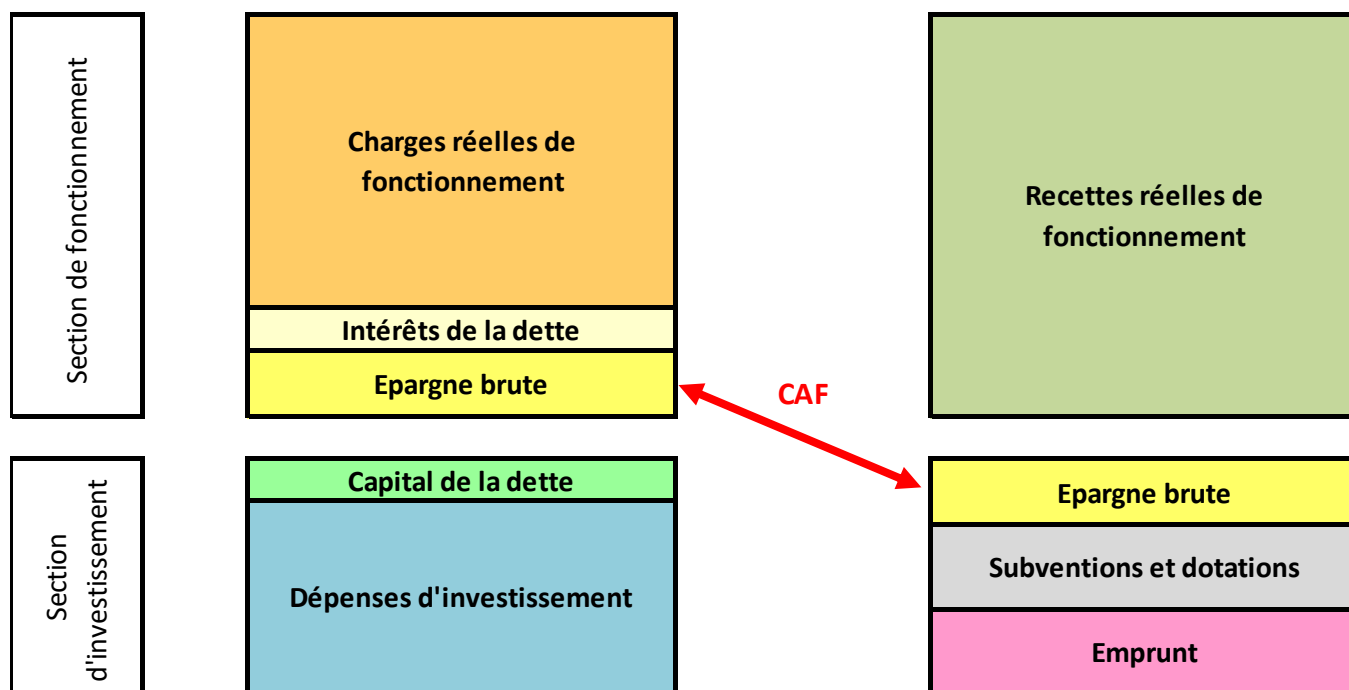 Section de fonctionnement
Charges réelles de
fonctionnement
Intérêts de la dette
Epargne brute
CAF
Recettes réelles de
fonctionnement
Section
d'investissement
Capital de la dette
Dépenses d'investissement
Epargne brute
Subventions et dotations
Emprunt